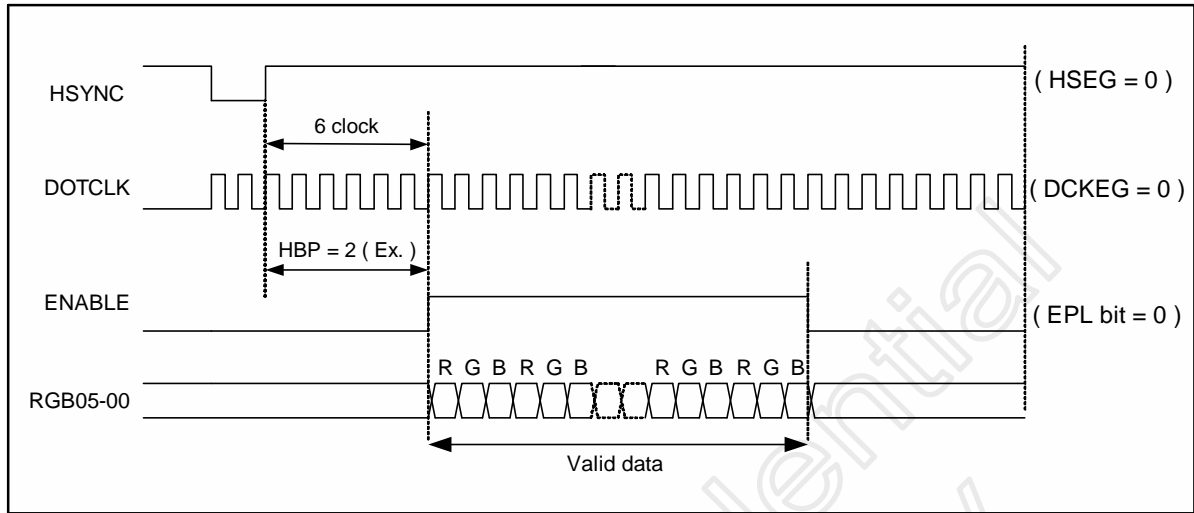 HSYNC
( HSEG = 0 )
6 clock
DOTCLK
( DCKEG = 0 )
HBP = 2 ( Ex. )
ENABLE
( EPL bit = 0 )
R G B R G B R G B R G B
RGB05-00
Valid data